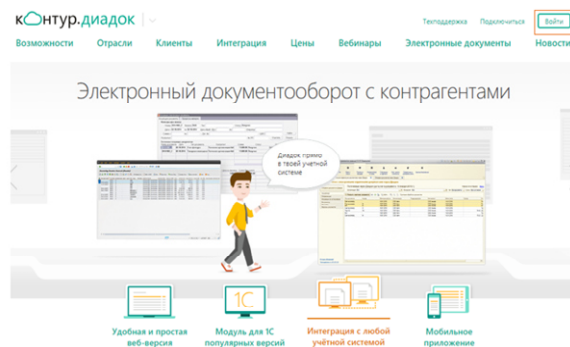 контур.диадок
Техподдержка Подключиться Войти
Возможности Отрасли Клиенты Интеграция Цены Вебинары Электронные документы Новости
Электронный документооборот с контрагентами
Диадок прямо
в твоей учетной
системе
1С
Удобная и простая
веб-версия
Модуль для 1С
популярных версий
Интеграция с любой
учётной системой
Мобильное
приложение